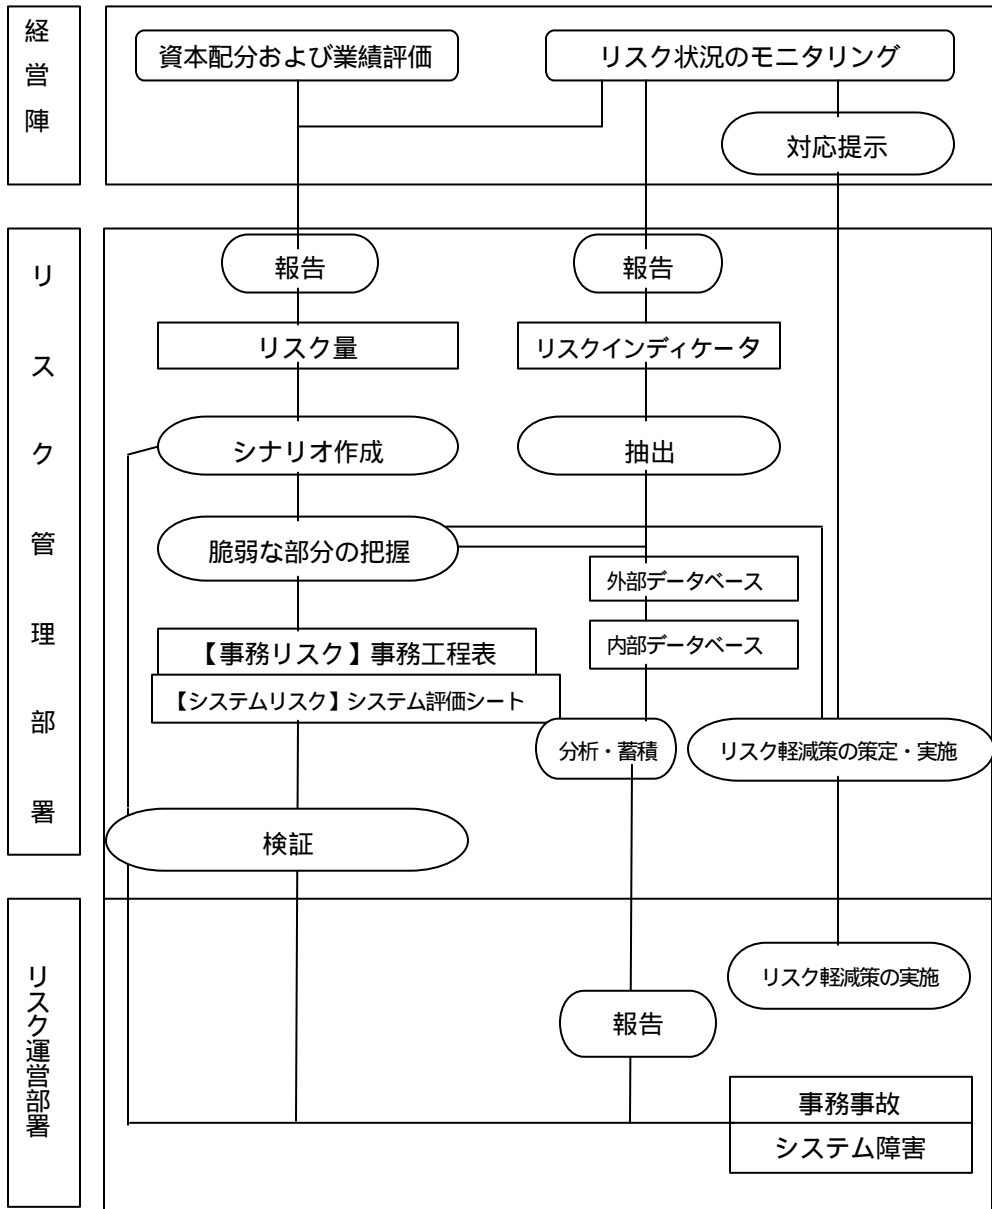 経営陣
資本配分および業績評価
リスク状況のモニタリング
対応提示
リスク管理部署
報告
報告
リスク量
リスクインディケータ
シナリオ作成
抽出
脆弱な部分の把握
外部データベース
内部データベース
【事務リスク】事務工程表
【システムリスク】システム評価シート
分析・蓄積
リスク軽減策の策定・実施
検証
リスク運営部署
リスク軽減策の実施
報告
事務事故
システム障害